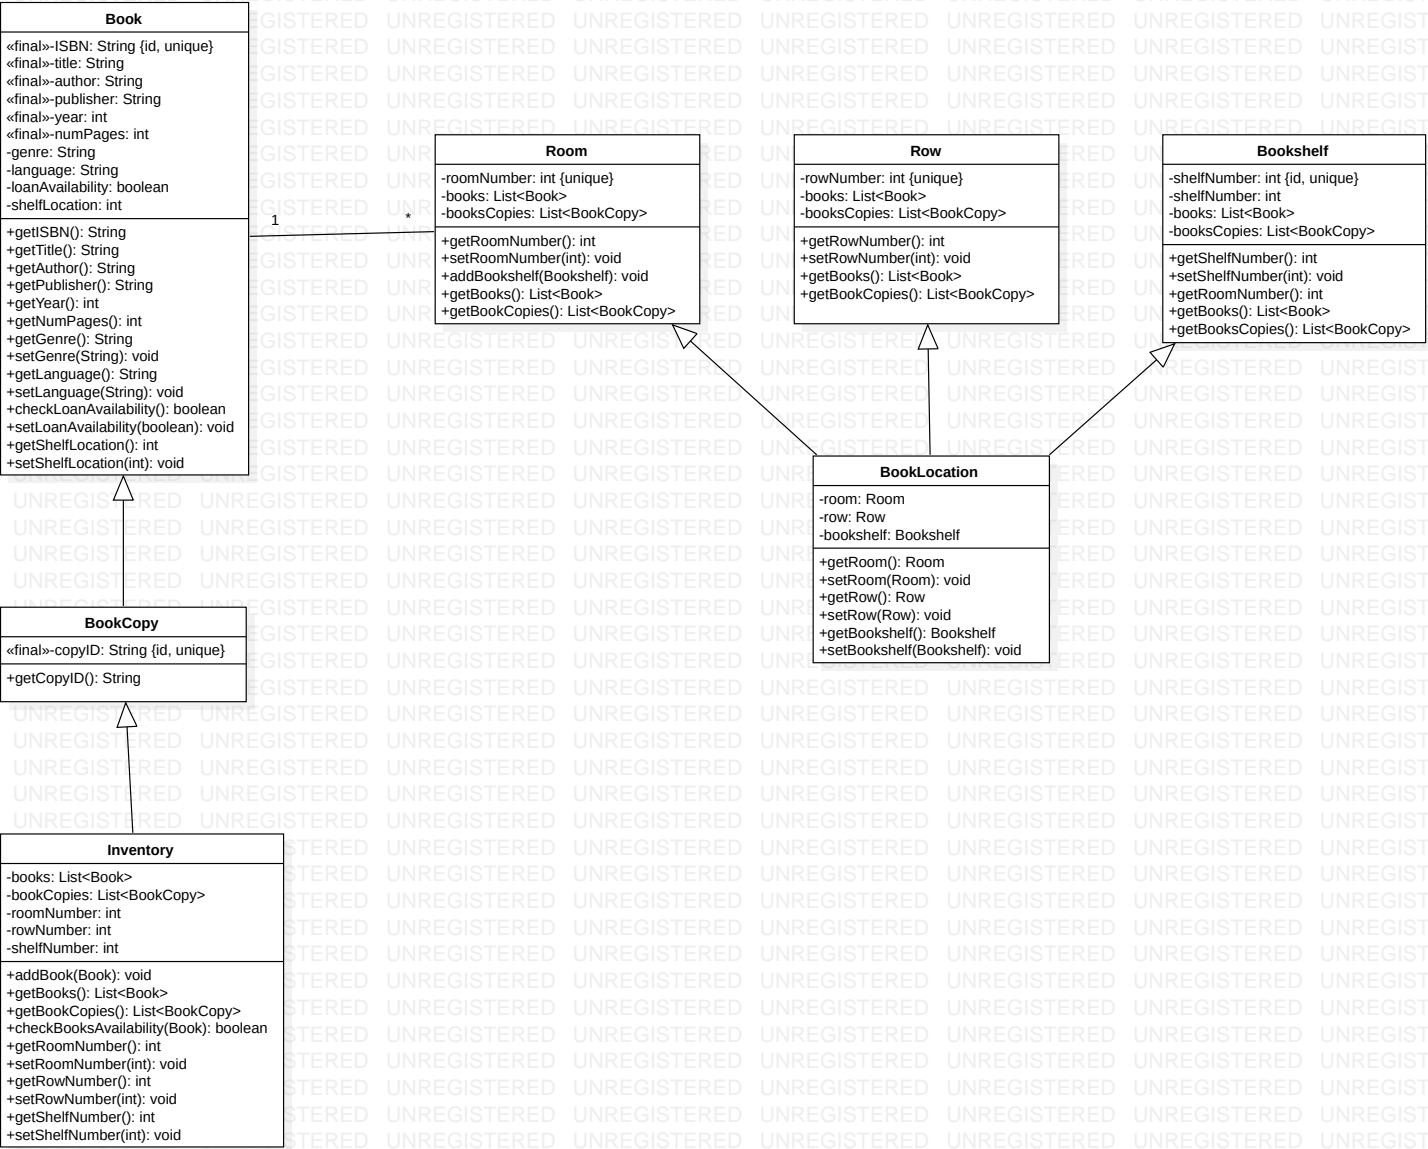 Book
«final»-ISBN: String {id, unique}
«final»-title: String
«final»-author: String
«final»-publisher: String
«final»-year: int
«final»-numPages: int
-genre: String
-language: String
-loanAvailability: boolean
-shelfLocation: int
+getISBN(): String
+getTitle(): String
+getAuthor(): String
+getPublisher(): String
+getYear(): int
+getNumPages(): int
+getGenre(): String
+setGenre(String): void
+getLanguage(): String
+setLanguage(String): void
+checkLoanAvailability(): boolean
+setLoanAvailability(boolean): void
+getShelfLocation(): int
+setShelfLocation(int): void
1
*
Room
-roomNumber: int {unique}
-books: List<Book>
-booksCopies: List<BookCopy>
+getRoomNumber(): int
+setRoomNumber(int): void
+addBookshelf(Bookshelf): void
+getBooks(): List<Book>
+getBookCopies(): List<BookCopy>
Row
-rowNumber: int {unique}
-books: List<Book>
-booksCopies: List<BookCopy>
+getRowNumber(): int
+setRowNumber(int): void
+getBooks(): List<Book>
+getBookCopies(): List<BookCopy>
Bookshelf
-shelfNumber: int {id, unique}
-shelfNumber: int
-books: List<Book>
-booksCopies: List<BookCopy>
+getShelfNumber(): int
+setShelfNumber(int): void
+getRoomNumber(): int
+getBooks(): List<Book>
+getBooksCopies(): List<BookCopy>
BookLocation
-room: Room
-row: Row
-bookshelf: Bookshelf
+getRoom(): Room
+setRoom(Room): void
+getRow(): Row
+setRow(Row): void
+getBookshelf(): Bookshelf
+setBookshelf(Bookshelf): void
BookCopy
«final»-copyID: String {id, unique}
+getCopyID(): String
Inventory
-books: List<Book>
-bookCopies: List<BookCopy>
-roomNumber: int
-rowNumber: int
-shelfNumber: int
+addBook(Book): void
+getBooks(): List<Book>
+getBookCopies(): List<BookCopy>
+checkBooksAvailability(Book): boolean
+getRoomNumber(): int
+setRoomNumber(int): void
+getRowNumber(): int
+setRowNumber(int): void
+getShelfNumber(): int
+setShelfNumber(int): void
UNREGISTERED